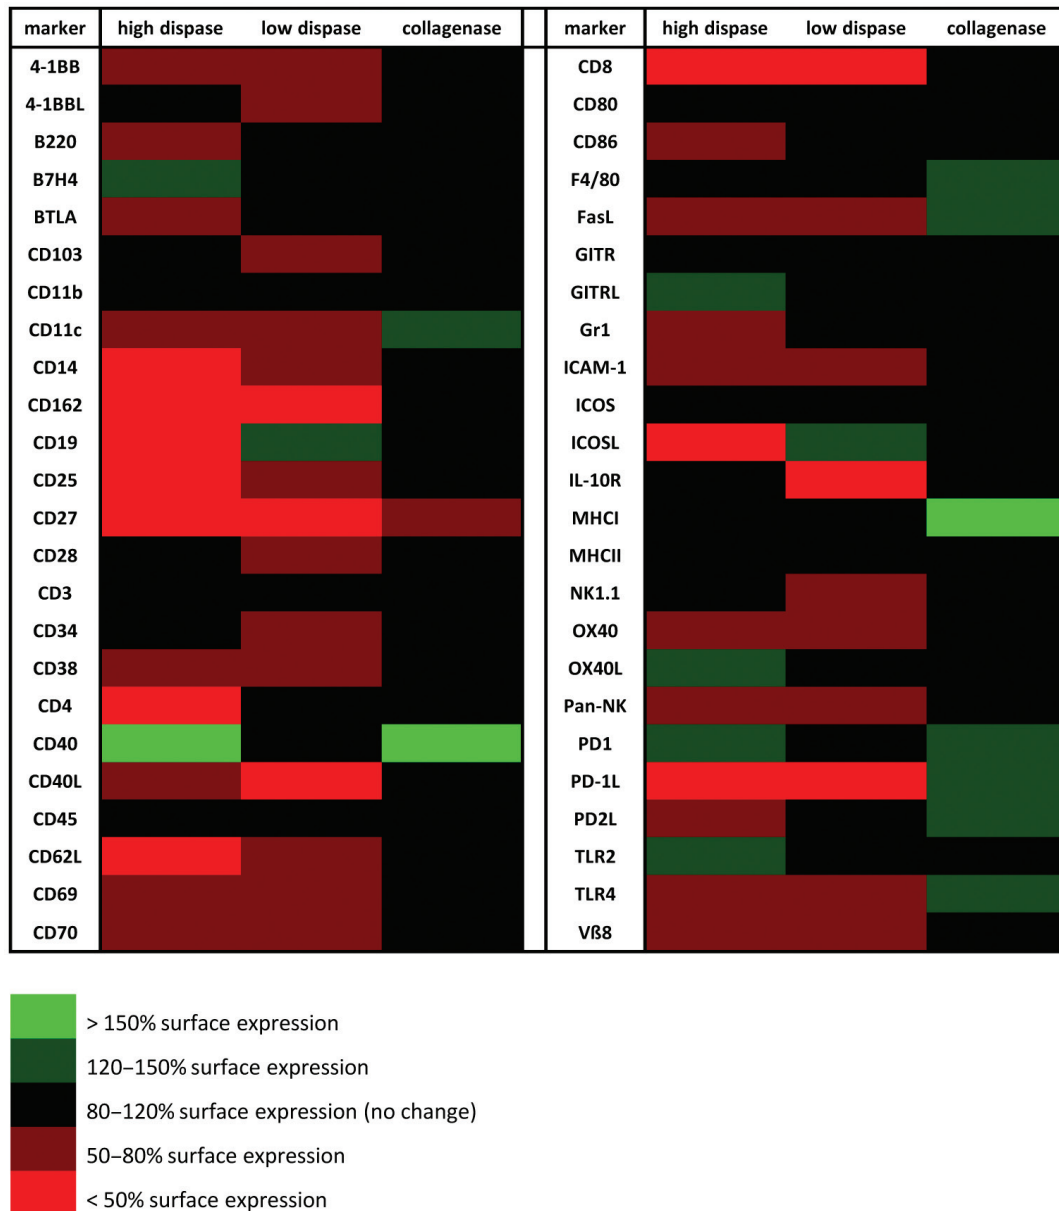 marker high dispase low dispase collagenase marker high dispase low dispase collagenase
4-1BB CD8
4-1BBL CD80
B220 CD86
B7H4 F4/80
BTLA FasL
CD103 GITR
CD11b GITRL
CD11c Gr1
CD14 ICAM-1
CD162 ICOS
CD19 ICOSL
CD25 IL-10R
CD27 MHCI
CD28 MHCII
CD3 NK1.1
CD34 OX40
CD38 OX40L
CD4 Pan-NK
CD40 PD1
CD40L PD-1L
CD45 PD2L
CD62L TLR2
CD69 TLR4
CD70 Vß8
> 150% surface expression
120–150% surface expression
80–120% surface expression (no change)
50–80% surface expression
< 50% surface expression